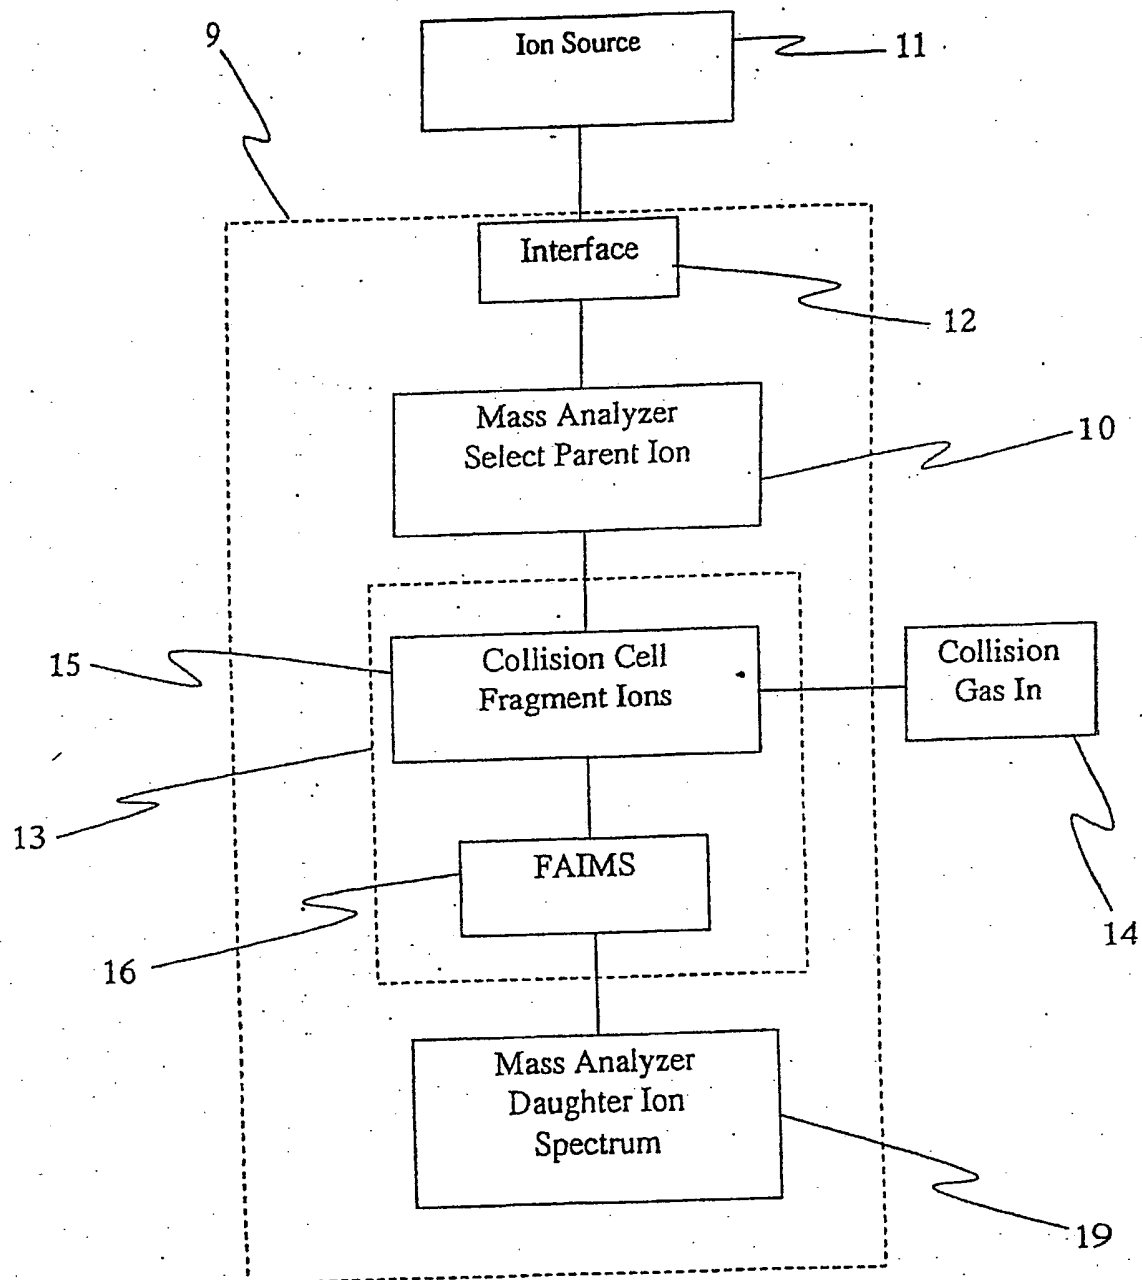 9
Ion Source
11
Interface
12
Mass Analyzer
Select Parent Ion
10
15
Collision Cell
Fragment Ions
Collision
Gas In
13
FAIMS
14
16
Mass Analyzer
Daughter Ion
Spectrum
19